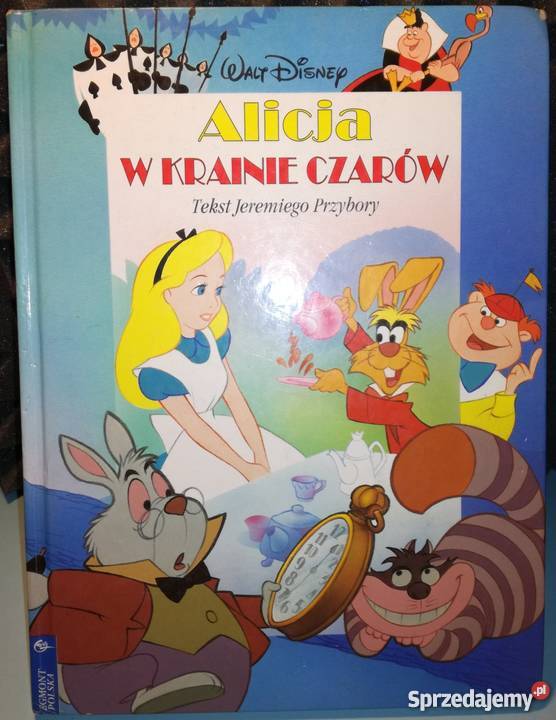 WALT DISNEY
Alicja
W KRAINIE CZARÓW
Tekst Jeremiego Przybory
EGMONT
POLSKA
Sprzedajemy.pl